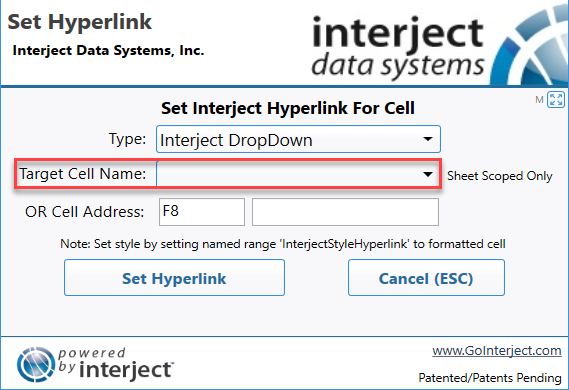 Set Hyperlink
Interject Data Systems, Inc.
interject
data systems
M
Set Interject Hyperlink For Cell
Type: Interject DropDown
Target Cell Name: Sheet Scoped Only
OR Cell Address: F8
Note: Set style by setting named range 'InterjectStyleHyperlink' to formatted cell
Set Hyperlink Cancel (ESC)
powered
by interject™
www.GoInterject.com
Patented/Patents Pending